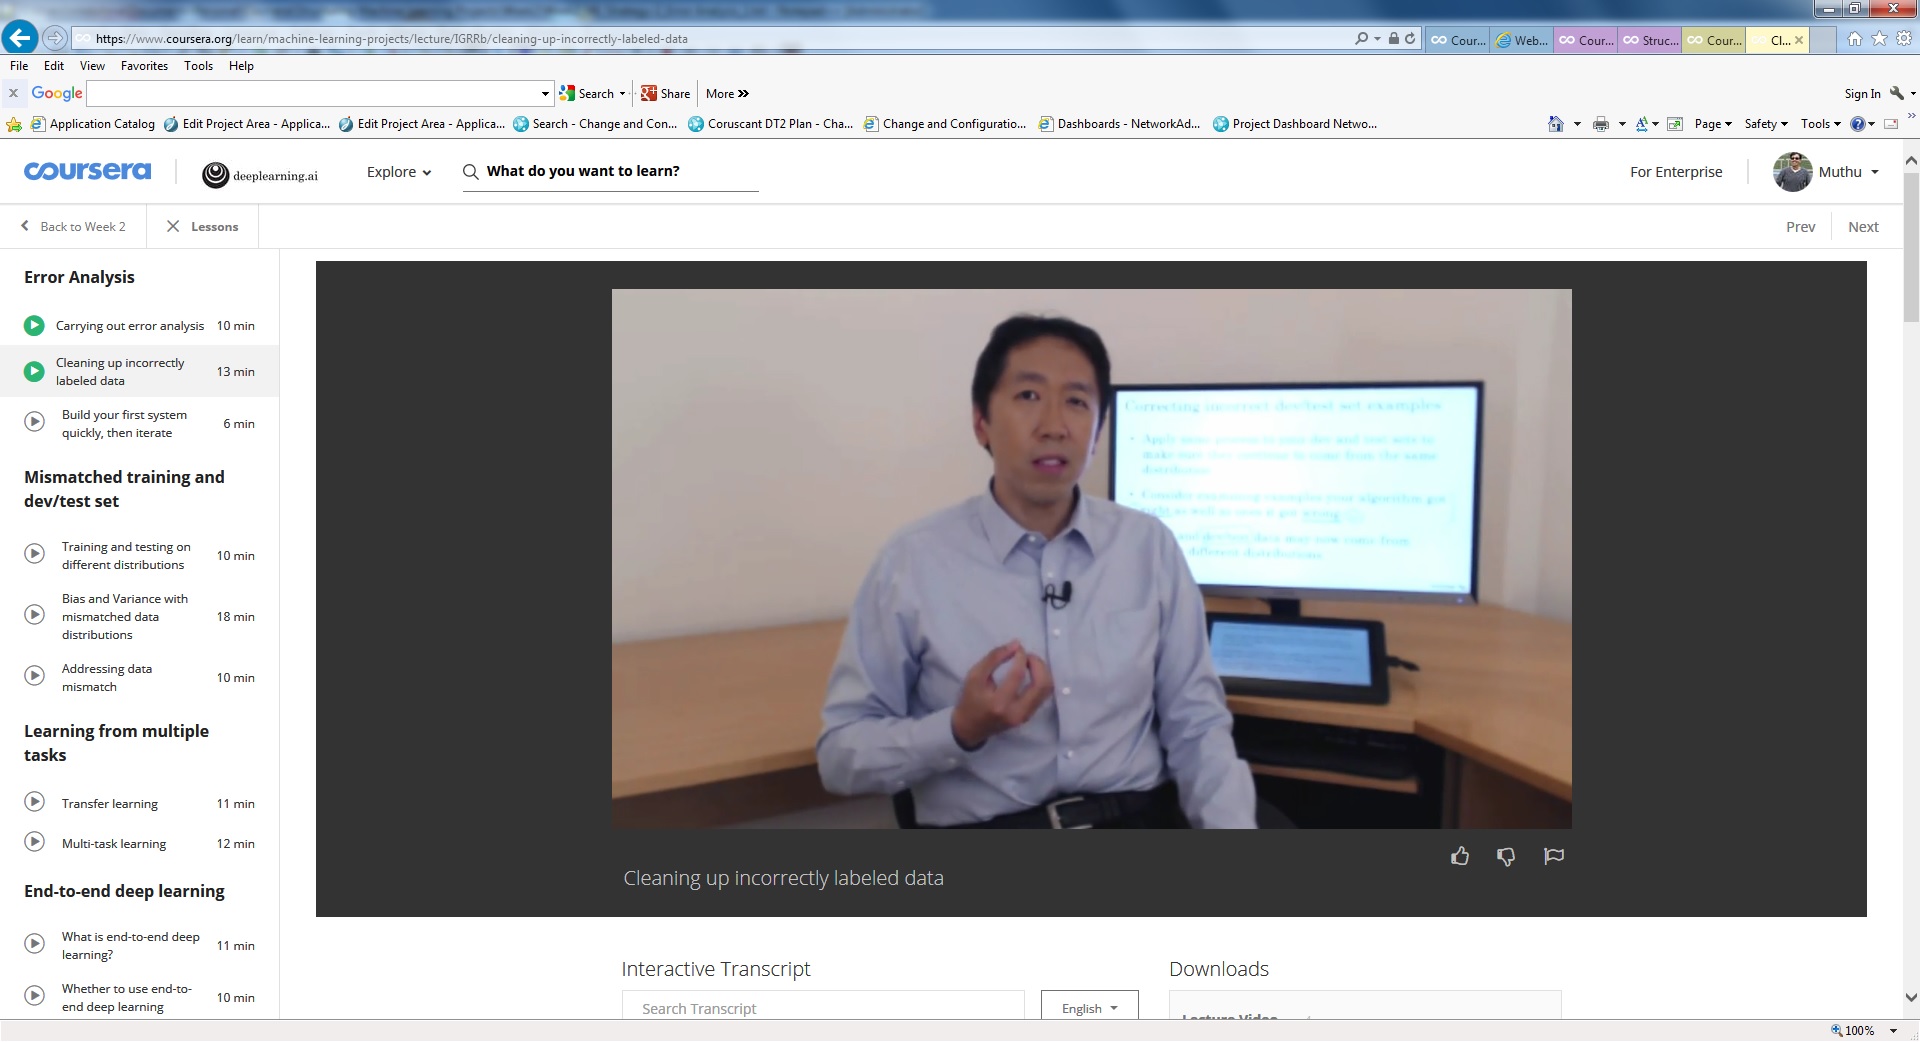 https://www.coursera.org/learn/machine-learning-projects/lecture/IGRRb/cleaning-up-incorrectly-labeled-data
Cour...
Web...
Cour...
Struc...
Cour...
Cl...
File Edit View Favorites Tools Help
x Google Search Share More »
Sign In
Application Catalog
Edit Project Area - Applica...
Edit Project Area - Applica...
Search - Change and Con...
Coruscant DT2 Plan - Cha...
Change and Configuratio...
Dashboards - NetworkAd...
Project Dashboard Netwo...
Page Safety Tools
coursera
deeplearning.ai
Explore
What do you want to learn?
For Enterprise
Muthu
Back to Week 2
Lessons
Prev
Next
Error Analysis
Carrying out error analysis 10 min
Cleaning up incorrectly
labeled data
13 min
Build your first system
quickly, then iterate
6 min
Mismatched training and
dev/test set
Training and testing on
different distributions
10 min
Bias and Variance with
mismatched data
distributions
18 min
Addressing data
mismatch
10 min
Learning from multiple
tasks
Transfer learning 11 min
Multi-task learning 12 min
End-to-end deep learning
What is end-to-end deep
learning?
11 min
Whether to use end-to-
end deep learning
10 min
Correcting incorrect dev/test set examples
Cleaning up incorrectly labeled data
Interactive Transcript
Search Transcript
English
Downloads
Lecture Video
100%